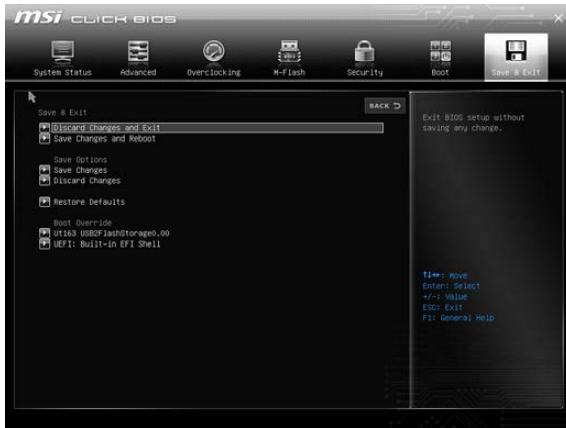 msi CLICK BIOS
System Status
Advanced
Overclocking
M-Flash
Security
Boot
Save & Exit
BACK
Save & Exit
Discard Changes and Exit
Save Changes and Reboot
Save Options
Save Changes
Discard Changes
Restore Defaults
Boot Override
Ut163 USB2FlashStorage0.00
UEFI: Built-in EFI Shell
Exit BIOS setup without
saving any change.
↑↓←→: Move
Enter: Select
+/-: Value
ESC: Exit
F1: General Help